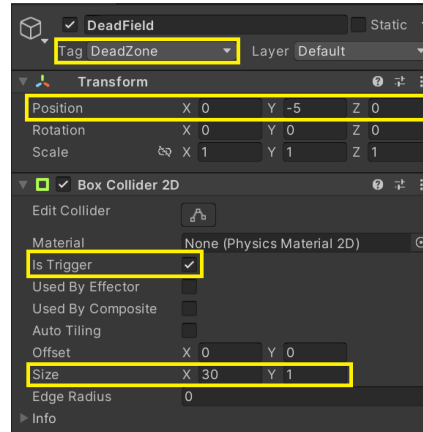 DeadField Static
Tag DeadZone Layer Default
Transform
Position X 0 Y -5 Z 0
Rotation X 0 Y 0 Z 0
Scale X 1 Y 1 Z 1
Box Collider 2D
Edit Collider
Material None (Physics Material 2D)
Is Trigger
Used By Effector
Used By Composite
Auto Tiling
Offset X 0 Y 0
Size X 30 Y 1
Edge Radius 0
Info